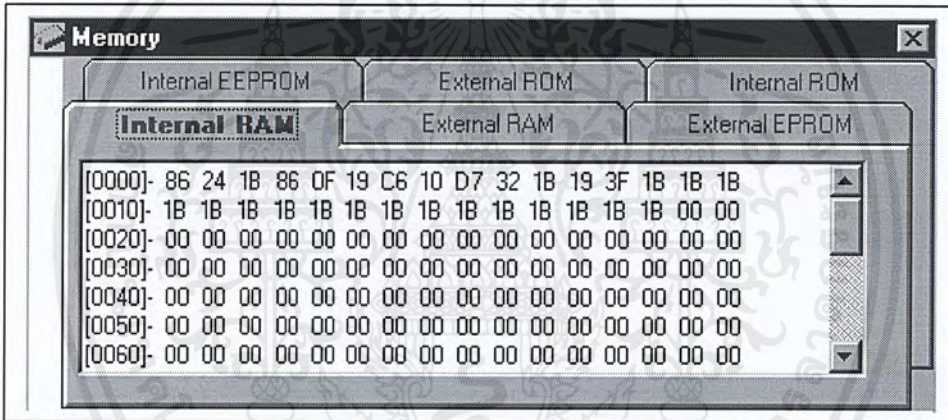 Memory
Internal EEPROM External ROM Internal ROM
Internal RAM External RAM External EPROM
[0000]- 86 24 1B 86 0F 19 C6 10 D7 32 1B 19 3F 1B 1B 1B
[0010]- 1B 1B 1B 1B 1B 1B 1B 1B 1B 1B 1B 1B 1B 1B 00 00
[0020]- 00 00 00 00 00 00 00 00 00 00 00 00 00 00 00 00
[0030]- 00 00 00 00 00 00 00 00 00 00 00 00 00 00 00 00
[0040]- 00 00 00 00 00 00 00 00 00 00 00 00 00 00 00 00
[0050]- 00 00 00 00 00 00 00 00 00 00 00 00 00 00 00 00
[0060]- 00 00 00 00 00 00 00 00 00 00 00 00 00 00 00 00